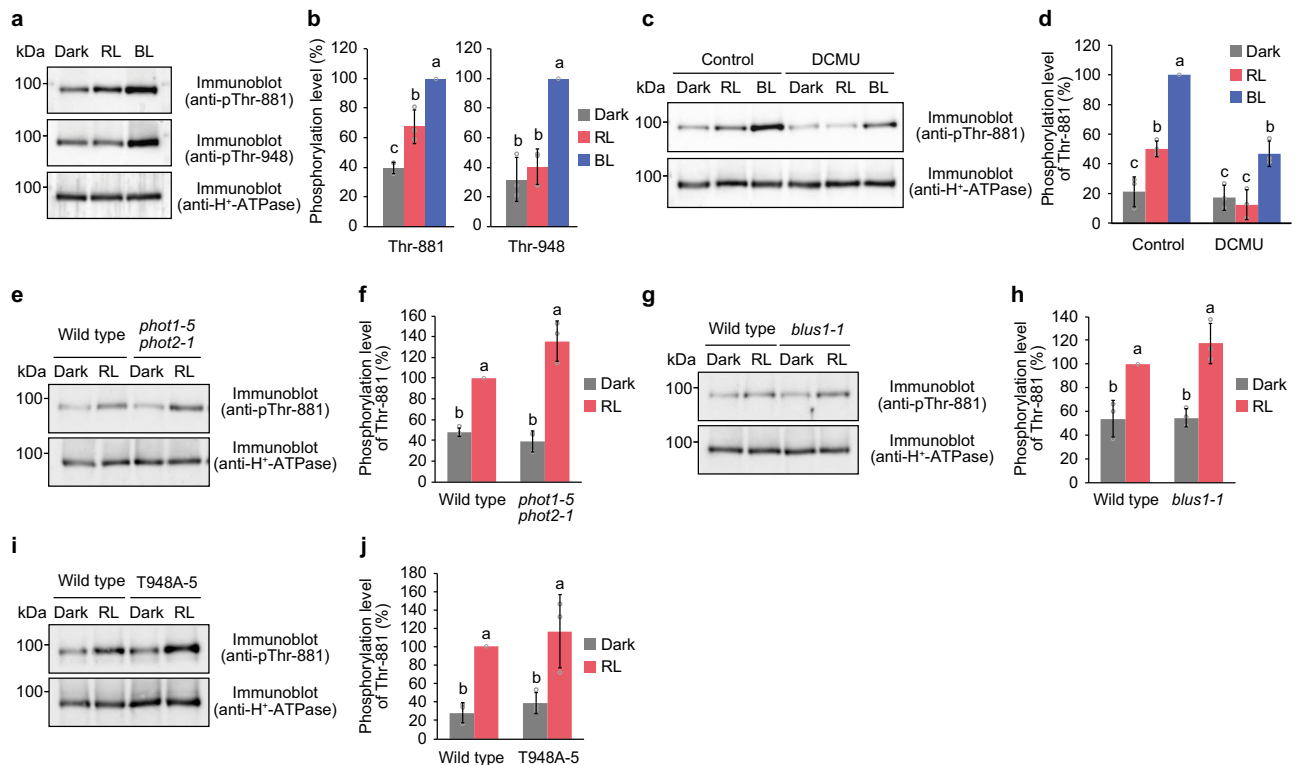 a
kDa Dark RL BL
100
Immunoblot
(anti-pThr-881)
100
Immunoblot
(anti-pThr-948)
100
Immunoblot
(anti-H⁺-ATPase)
b
Phosphorylation level (%)
120
100
80
60
40
20
0
c
b
a
Thr-881
120
100
80
60
40
20
0
b
b
a
Thr-948
Dark
RL
BL
c
Control DCMU
kDa Dark RL BL Dark RL BL
100
Immunoblot
(anti-pThr-881)
100
Immunoblot
(anti-H⁺-ATPase)
d
Phosphorylation level
of Thr-881 (%)
120
100
80
60
40
20
0
c
b
a
c
c
b
Control DCMU
Dark
RL
BL
e
Wild type phot1-5
phot2-1
kDa Dark RL Dark RL
100
Immunoblot
(anti-pThr-881)
100
Immunoblot
(anti-H⁺-ATPase)
f
Phosphorylation level
of Thr-881 (%)
160
140
120
100
80
60
40
20
0
b
a
b
a
Wild type phot1-5
phot2-1
Dark
RL
g
Wild type blus1-1
kDa Dark RL Dark RL
100
Immunoblot
(anti-pThr-881)
100
Immunoblot
(anti-H⁺-ATPase)
h
Phosphorylation level
of Thr-881 (%)
140
120
100
80
60
40
20
0
b
a
b
a
Wild type blus1-1
Dark
RL
i
Wild type T948A-5
kDa Dark RL Dark RL
100
Immunoblot
(anti-pThr-881)
100
Immunoblot
(anti-H⁺-ATPase)
j
Phosphorylation level
of Thr-881 (%)
180
160
140
120
100
80
60
40
20
0
b
a
b
a
Wild type T948A-5
Dark
RL